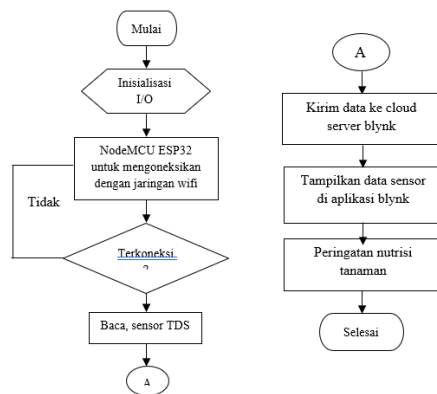 Mulai
Inisialisasi
I/O
NodeMCU ESP32
untuk mengoneksikan
dengan jaringan wifi
Tidak
Terkoneksi
?
Baca, sensor TDS
A
A
Kirim data ke cloud
server blynk
Tampilkan data sensor
di aplikasi blynk
Peringatan nutrisi
tanaman
Selesai